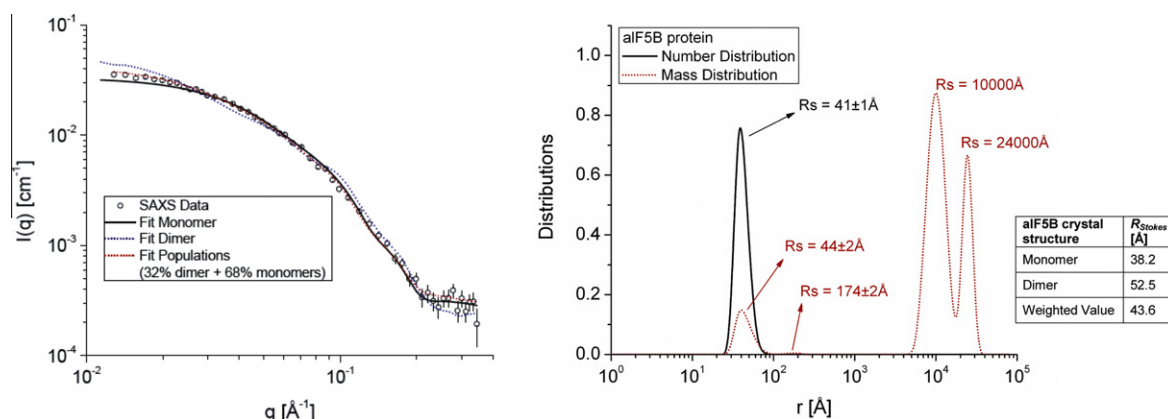 10⁻¹
10⁻²
10⁻³
10⁻⁴
I(q) [cm⁻¹]
SAXS Data
Fit Monomer
Fit Dimer
Fit Populations
(32% dimer + 68% monomers)
10⁻²
10⁻¹
q [Å⁻¹]
1.0
0.8
0.6
0.4
0.2
0.0
Distributions
aIF5B protein
Number Distribution
Mass Distribution
Rs = 41±1Å
Rs = 10000Å
Rs = 24000Å
Rs = 44±2Å
Rs = 174±2Å
10⁰ 10¹ 10² 10³ 10⁴ 10⁵
r [Å]
aIF5B crystal structure R_Stokes [Å]
Monomer 38.2
Dimer 52.5
Weighted Value 43.6